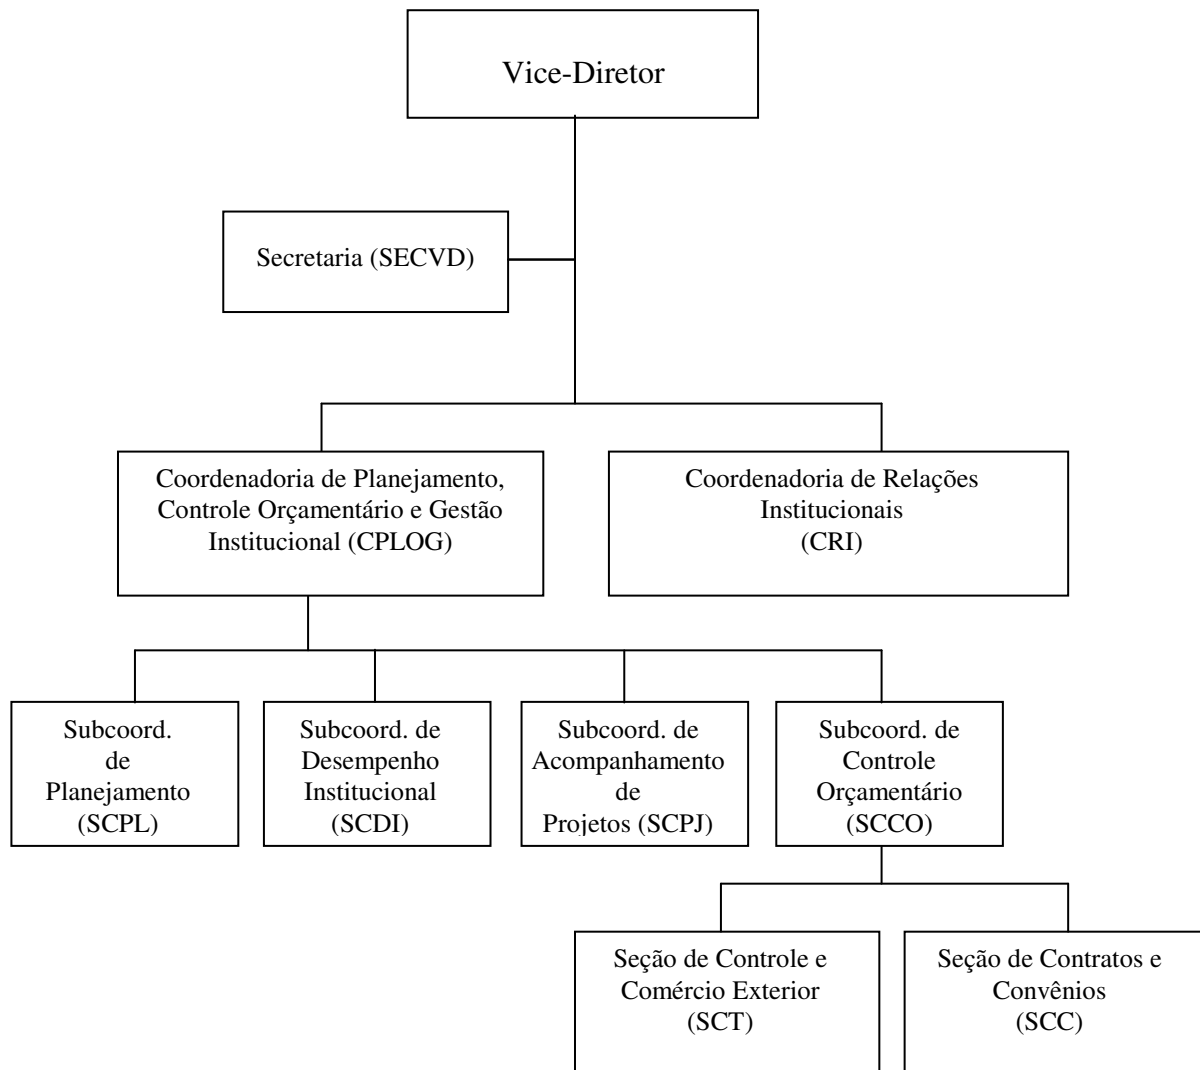 Vice-Diretor
Secretaria (SECVD)
Coordenadoria de Planejamento,
Controle Orçamentário e Gestão
Institucional (CPLOG)
Coordenadoria de Relações
Institucionais
(CRI)
Subcoord.
de
Planejamento
(SCPL)
Subcoord. de
Desempenho
Institucional
(SCDI)
Subcoord. de
Acompanhamento
de
Projetos (SCPJ)
Subcoord. de
Controle
Orçamentário
(SCCO)
Seção de Controle e
Comércio Exterior
(SCT)
Seção de Contratos e
Convênios
(SCC)